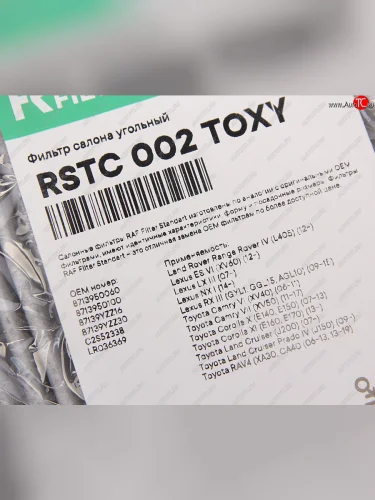 АвтоТС
www.auto-tc.ru
FILTER
Фильтр салона угольный
RSTC 002 TOXY
Салонные фильтры RAF Filter Standart изготовлены по аналогии с оригинальными OEM
фильтрами, имеют идентичные характеристики, форму и посадочные размеры. Фильтры
RAF Filter Standart – это отличная замена OEM фильтрам по более доступной цене.
OEM номер:
8713950060
8713950100
87139YZZ16
87139YZZ30
C2S52338
LR036369
Применяемость:
Land Rover Range Rover IV (L405) (12-)
Lexus ES VI (XV60) (12-)
Lexus LX III (07-)
Lexus NX I (14-)
Lexus RX III (GYL1, GGL15, AGL10) (09-15)
Toyota Camry V (XV40) (06-11)
Toyota Camry VII (XV50) (11-17)
Toyota Corolla X (E140, E150) (07-13)
Toyota Corolla XI (E160, E170) (13-)
Toyota Land Cruiser (J200) (07-)
Toyota Land Cruiser Prado IV (J150) (09-)
Toyota RAV4 (XA30, CA40) (06-13, 13-19)